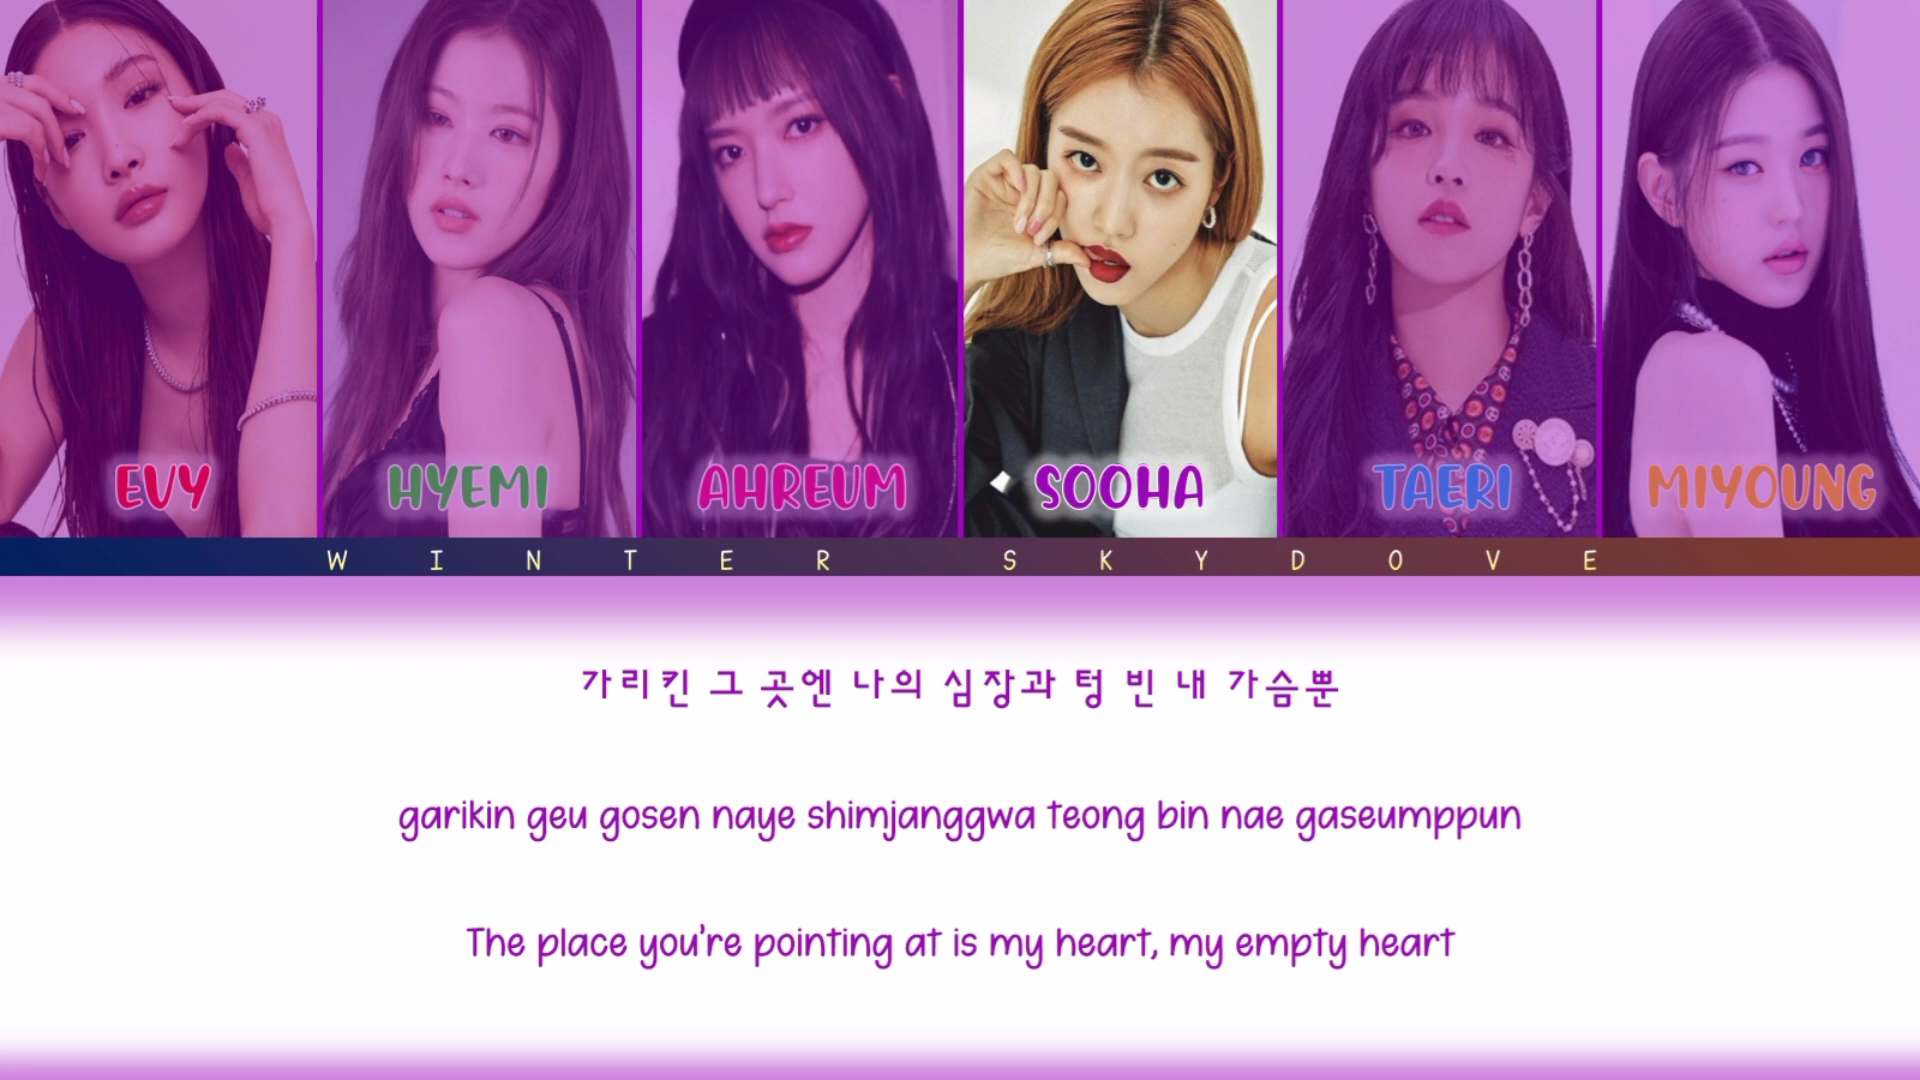 EVY
HYEMI
AHREUM
SOOHA
TAERI
MIYOUNG
WINTER SKYDOVE
가리킨 그 곳엔 나의 심장과 텅 빈 내 가슴뿐
garikin geu gosen naye shimjanggwa teong bin nae gaseumppun
The place you're pointing at is my heart, my empty heart